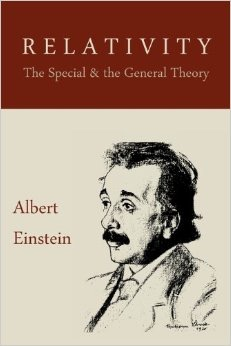 RELATIVITY
The Special & the General Theory
Albert
Einstein